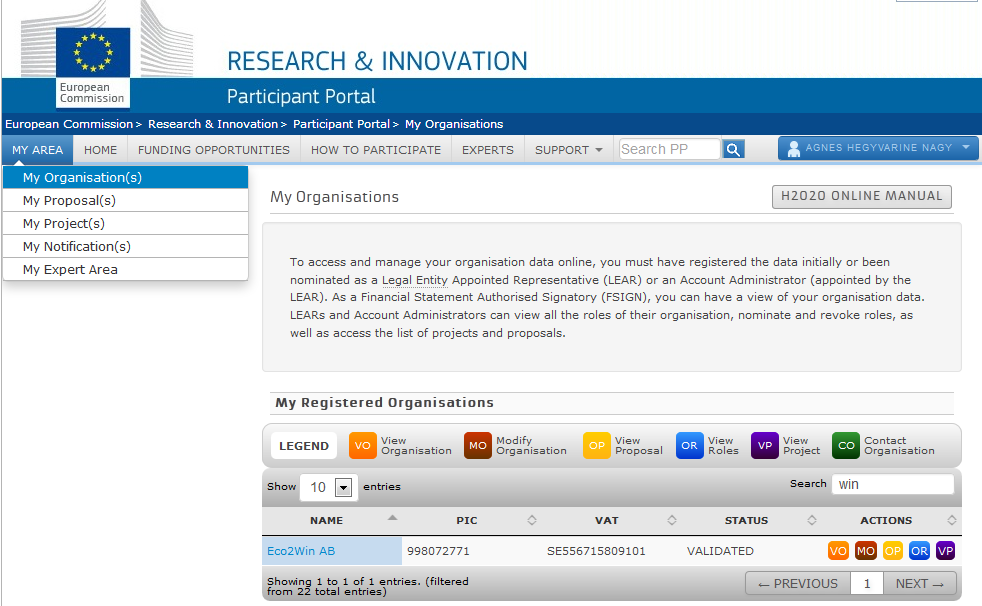 European
Commission
RESEARCH & INNOVATION
Participant Portal
European Commission > Research & Innovation > Participant Portal > My Organisations
MY AREA HOME FUNDING OPPORTUNITIES HOW TO PARTICIPATE EXPERTS SUPPORT Search PP AGNES HEGYVARINE NAGY
My Organisation(s)
My Proposal(s)
My Project(s)
My Notification(s)
My Expert Area
My Organisations H2020 ONLINE MANUAL
To access and manage your organisation data online, you must have registered the data initially or been
nominated as a Legal Entity Appointed Representative (LEAR) or an Account Administrator (appointed by the
LEAR). As a Financial Statement Authorised Signatory (FSIGN), you can have a view of your organisation data.
LEARs and Account Administrators can view all the roles of their organisation, nominate and revoke roles, as
well as access the list of projects and proposals.
My Registered Organisations
LEGEND VO View Organisation MO Modify Organisation OP View Proposal OR View Roles VP View Project CO Contact Organisation
Show 10 entries Search win
NAME PIC VAT STATUS ACTIONS
Eco2Win AB 998072771 SE556715809101 VALIDATED VO MO OP OR VP
Showing 1 to 1 of 1 entries. (filtered
from 22 total entries)
← PREVIOUS 1 NEXT →